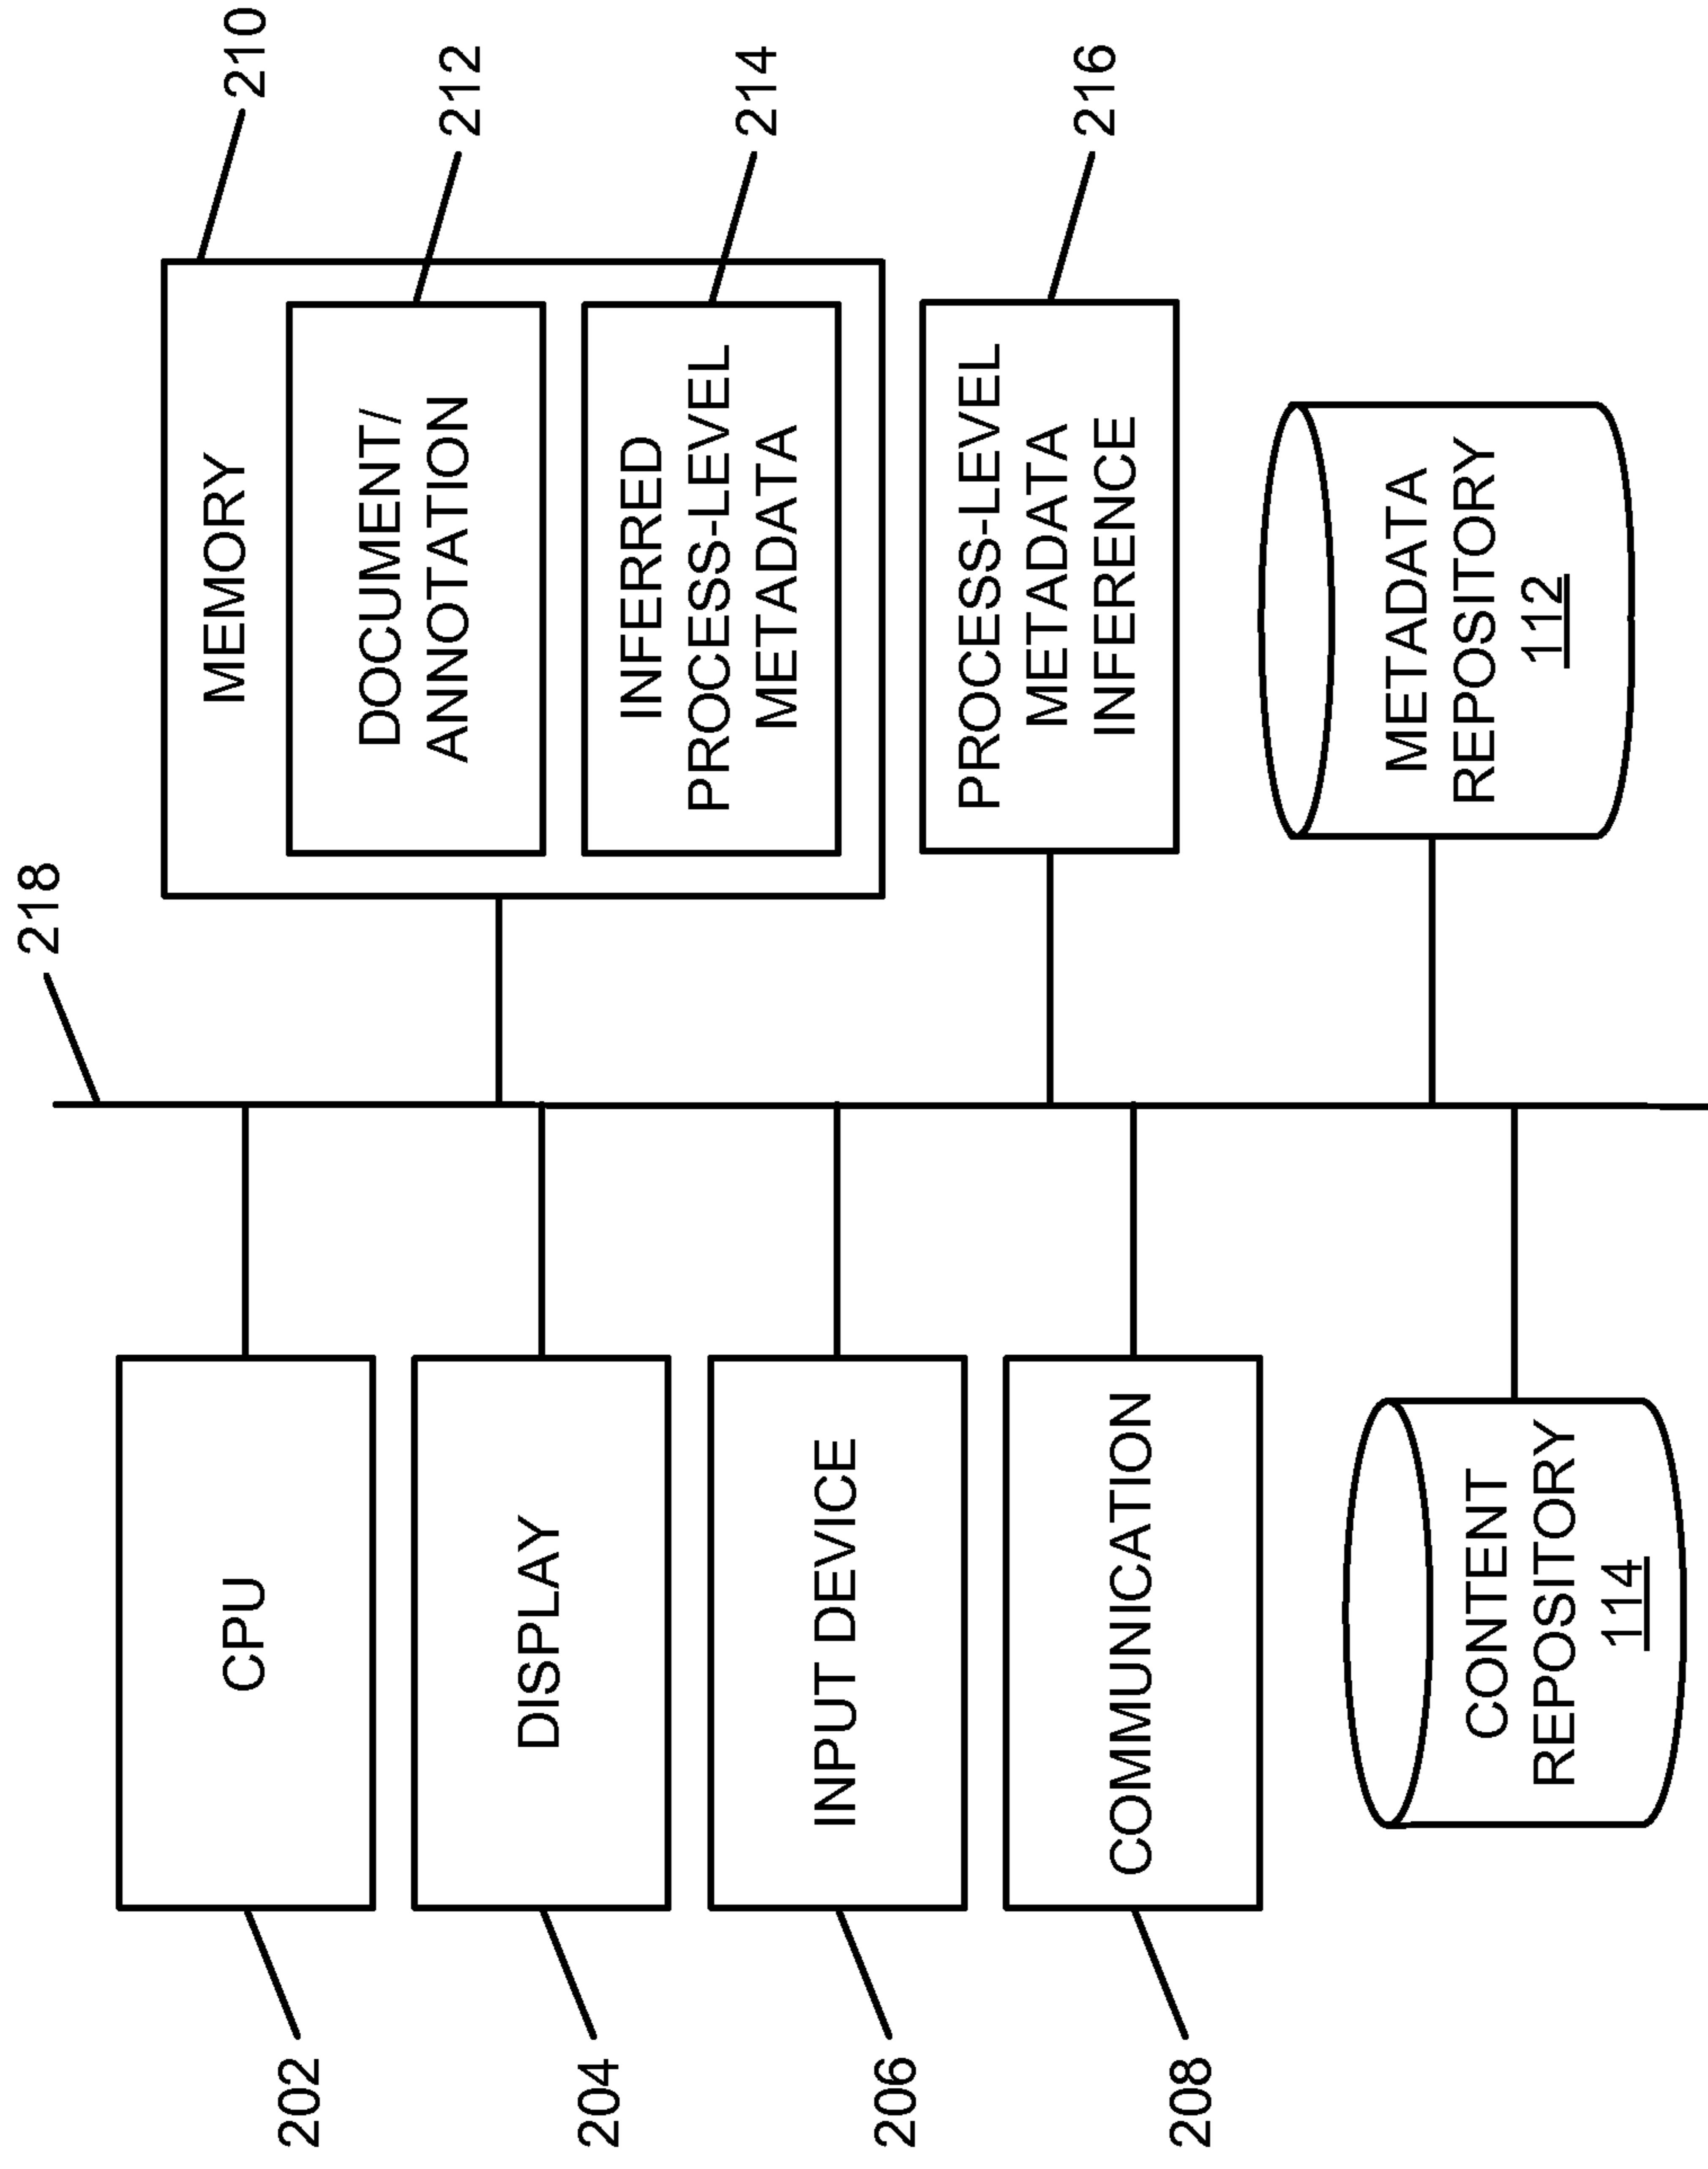 218
202
CPU
204
DISPLAY
206
INPUT DEVICE
208
COMMUNICATION
CONTENT
REPOSITORY
114
210
MEMORY
212
DOCUMENT/
ANNOTATION
214
INFERRED
PROCESS-LEVEL
METADATA
216
PROCESS-LEVEL
METADATA
INFERENCE
METADATA
REPOSITORY
112